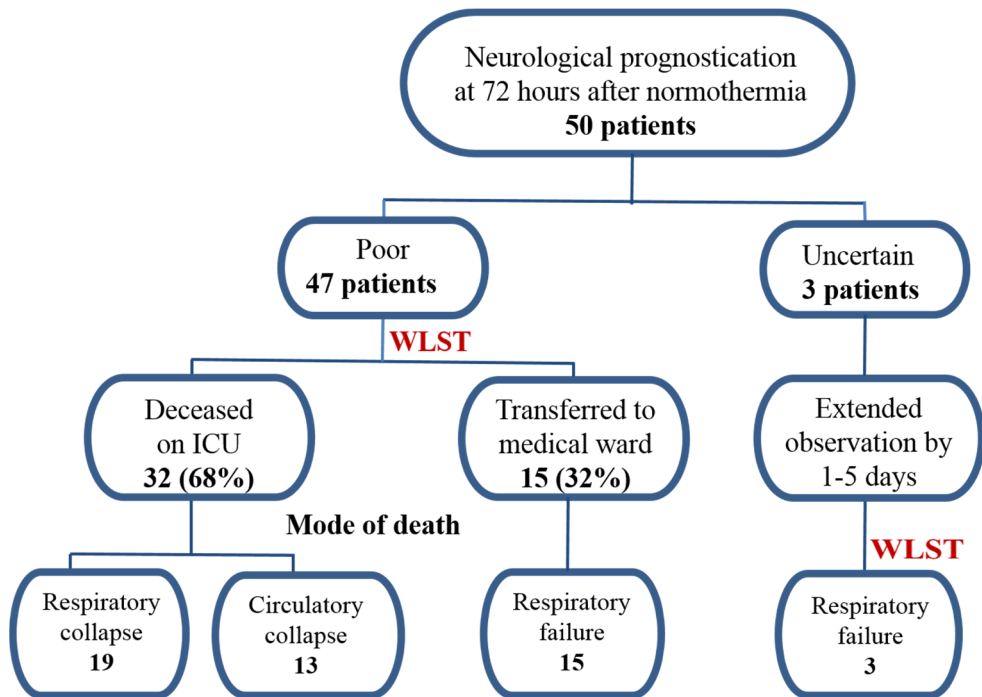 Neurological prognostication
at 72 hours after normothermia
50 patients
Poor
47 patients
Uncertain
3 patients
WLST
Deceased
on ICU
32 (68%)
Transferred to
medical ward
15 (32%)
Extended
observation by
1-5 days
Mode of death
WLST
Respiratory
collapse
19
Circulatory
collapse
13
Respiratory
failure
15
Respiratory
failure
3